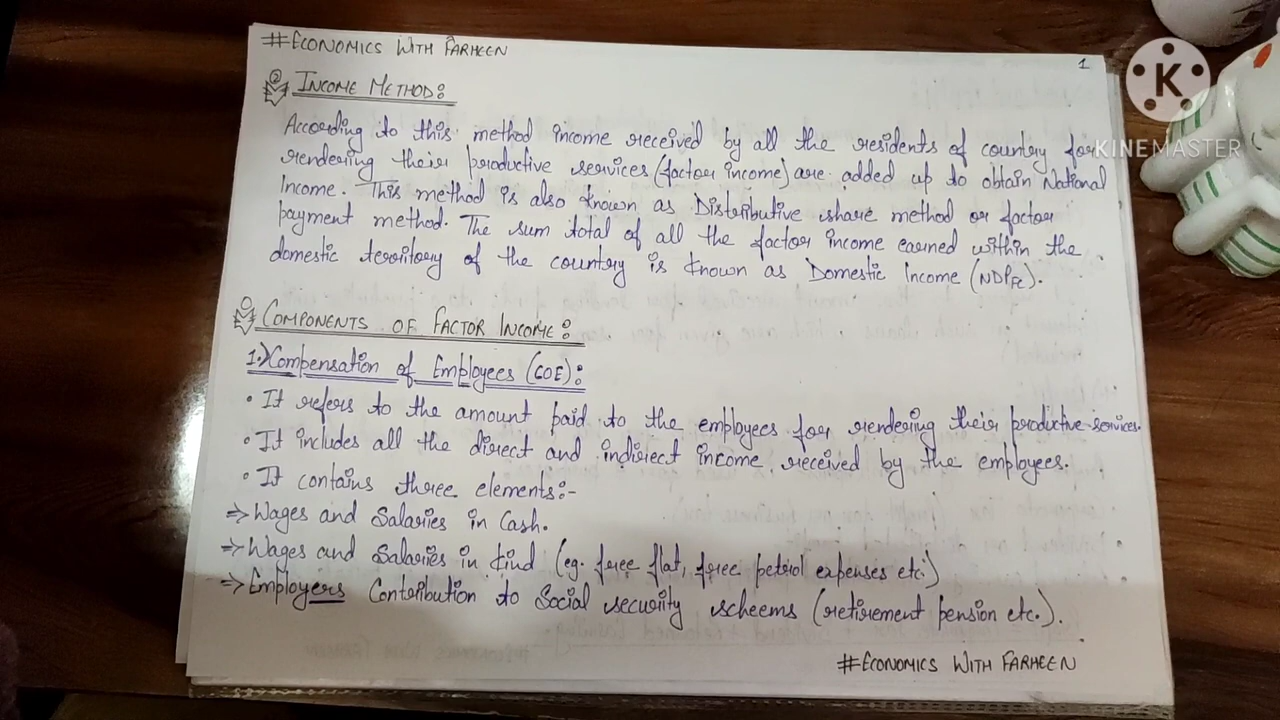 #ECONOMICS WITH FARHEEN
1
② INCOME METHOD:
According to this method income received by all the residents of country for
rendering their productive services (factor income) are added up to obtain National
Income. This method is also known as Distributive share method or factor
payment method. The sum total of all the factor income earned within the
domestic territory of the country is known as Domestic Income (NDPFC).
COMPONENTS OF FACTOR INCOME:
1.) Compensation of Employees (COE):
• It refers to the amount paid to the employees for rendering their productive services.
• It includes all the direct and indirect income received by the employees.
• It contains three elements:-
⇒ Wages and Salaries in Cash.
⇒ Wages and Salaries in kind (eg. free flat, free petrol expenses etc.)
⇒ Employers Contribution to Social security scheems (retirement pension etc.).
#ECONOMICS WITH FARHEEN
K
KINEMASTER